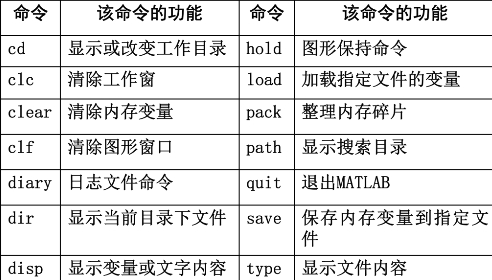 命令 该命令的功能 命令 该命令的功能
cd 显示或改变工作目录 hold 图形保持命令
clc 清除工作窗 load 加载指定文件的变量
clear 清除内存变量 pack 整理内存碎片
clf 清除图形窗口 path 显示搜索目录
diary 日志文件命令 quit 退出MATLAB
dir 显示当前目录下文件 save 保存内存变量到指定文
件
disp 显示变量或文字内容 type 显示文件内容